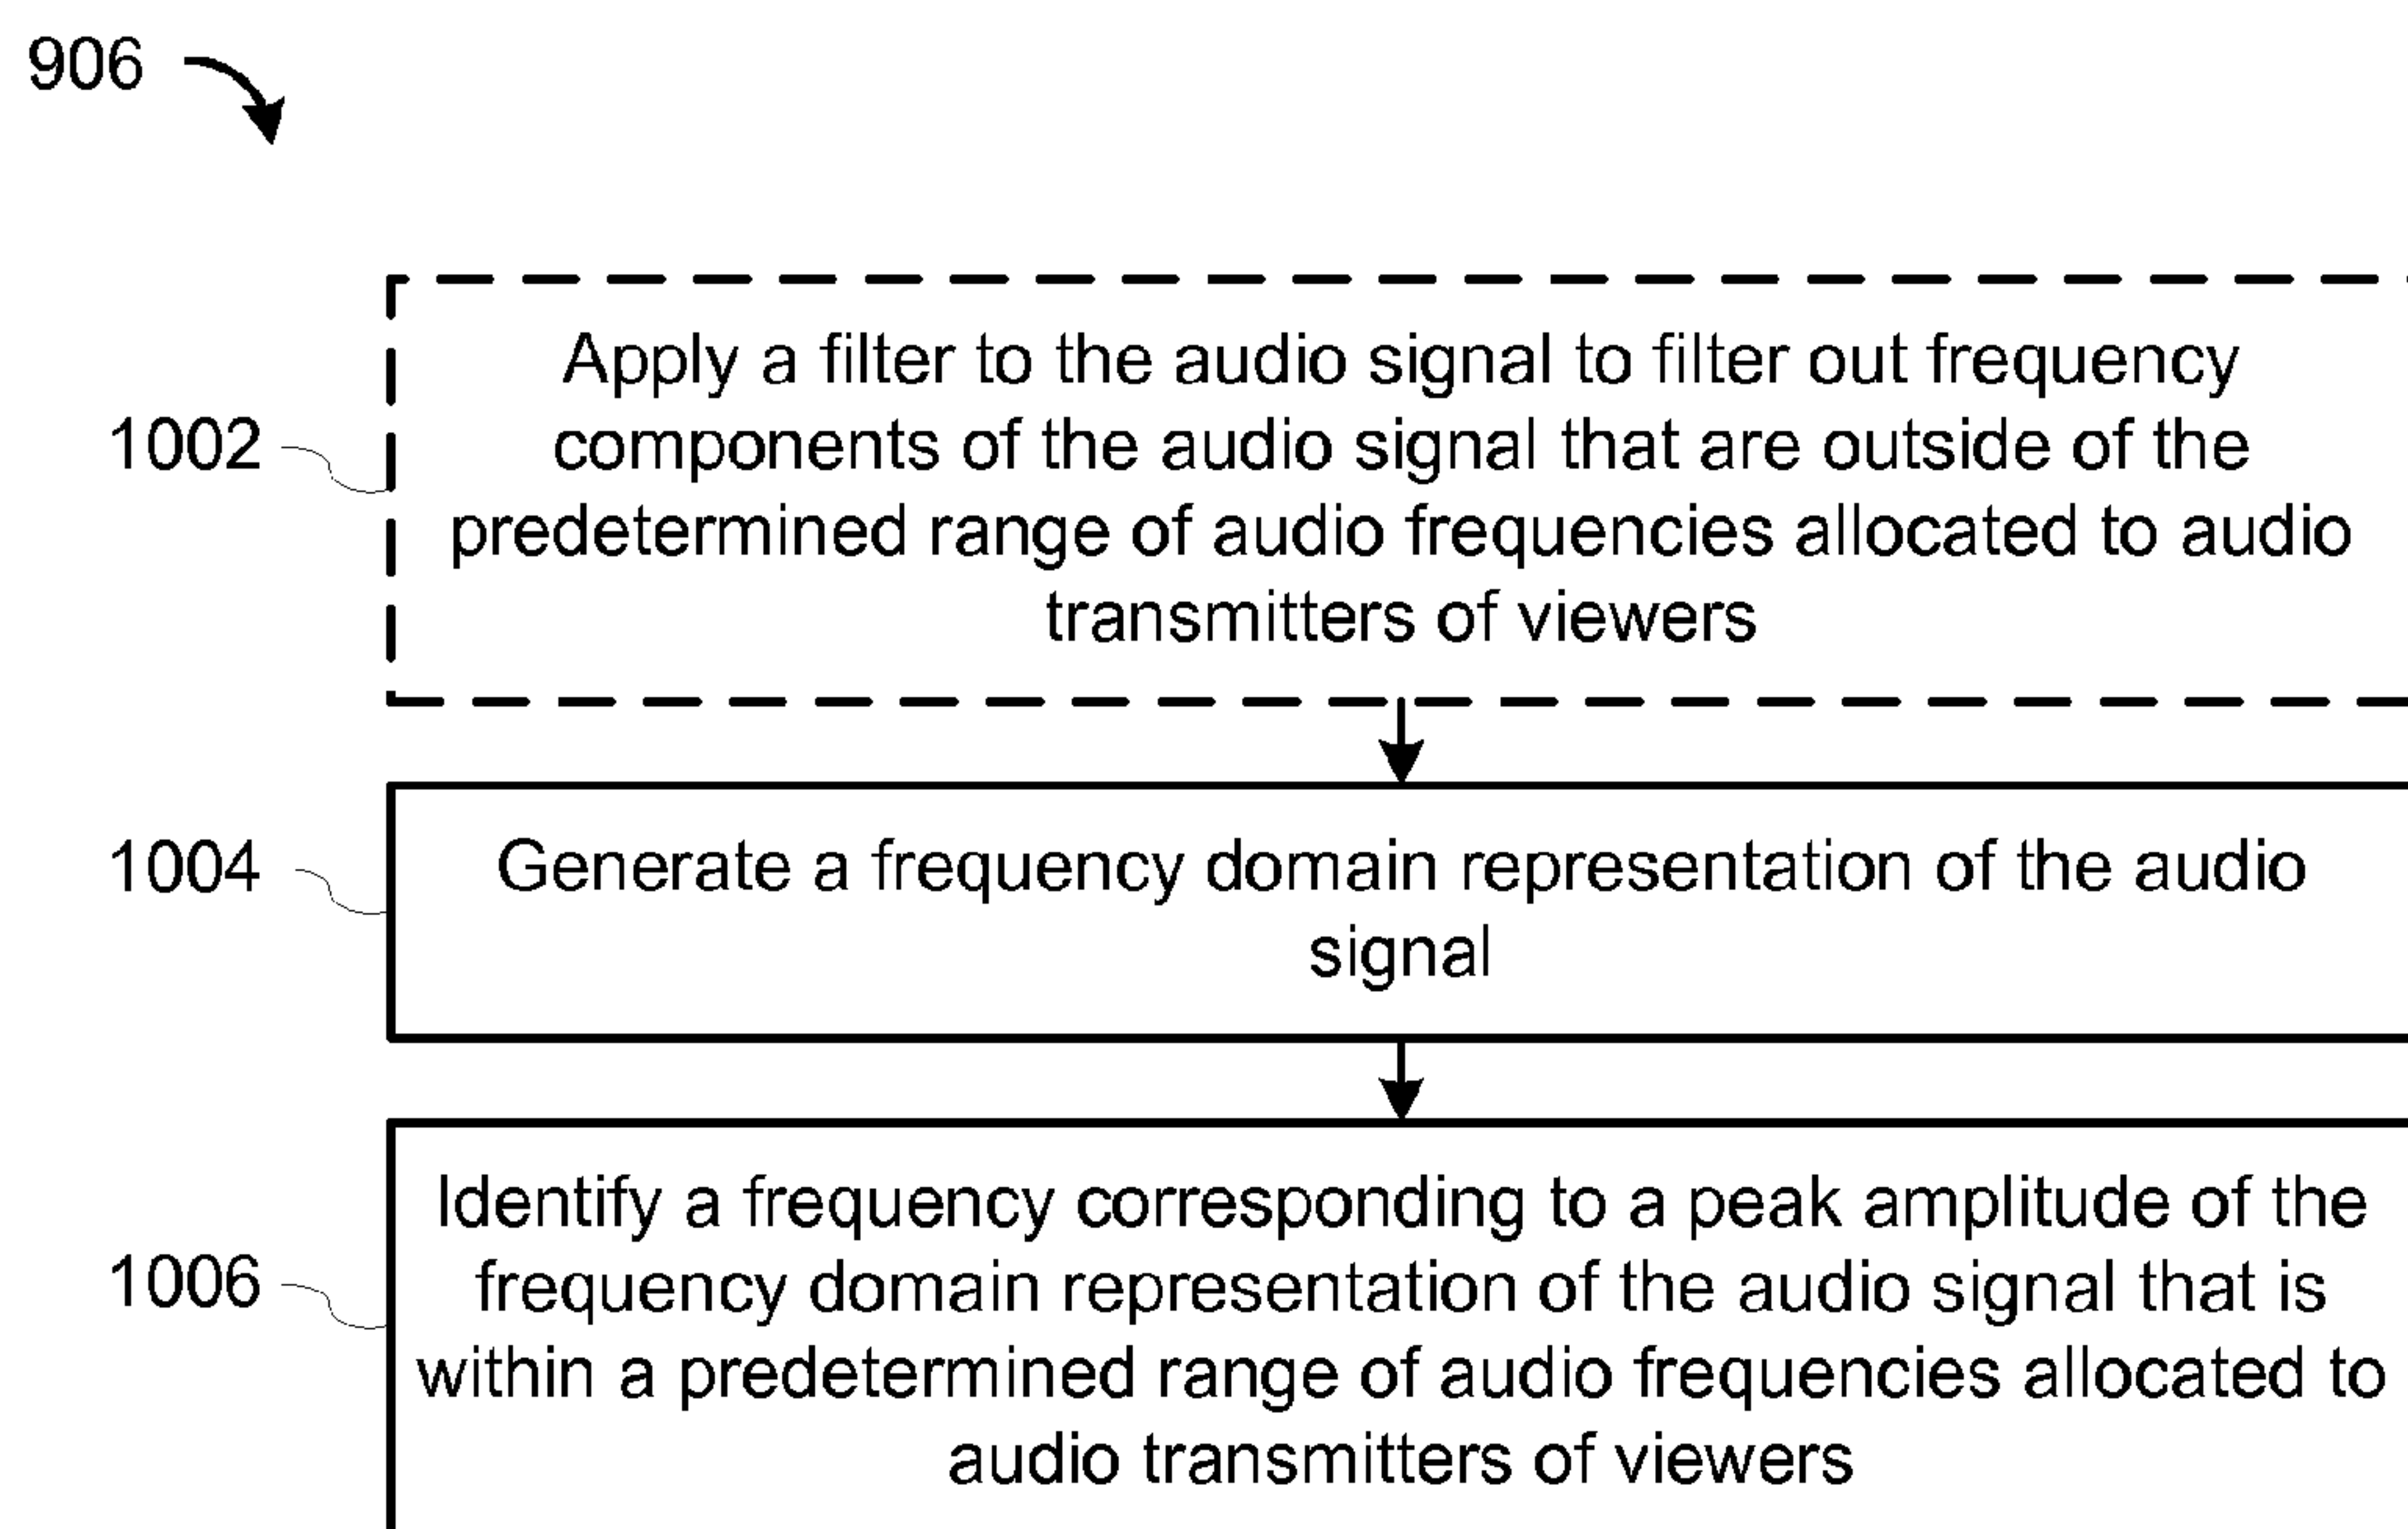 906
Apply a filter to the audio signal to filter out frequency
components of the audio signal that are outside of the
1002
predetermined range of audio frequencies allocated to audio
transmitters of viewers
1004
Generate a frequency domain representation of the audio
signal
Identify a frequency corresponding to a peak amplitude of the
1006
frequency domain representation of the audio signal that is
within a predetermined range of audio frequencies allocated to
audio transmitters of viewers